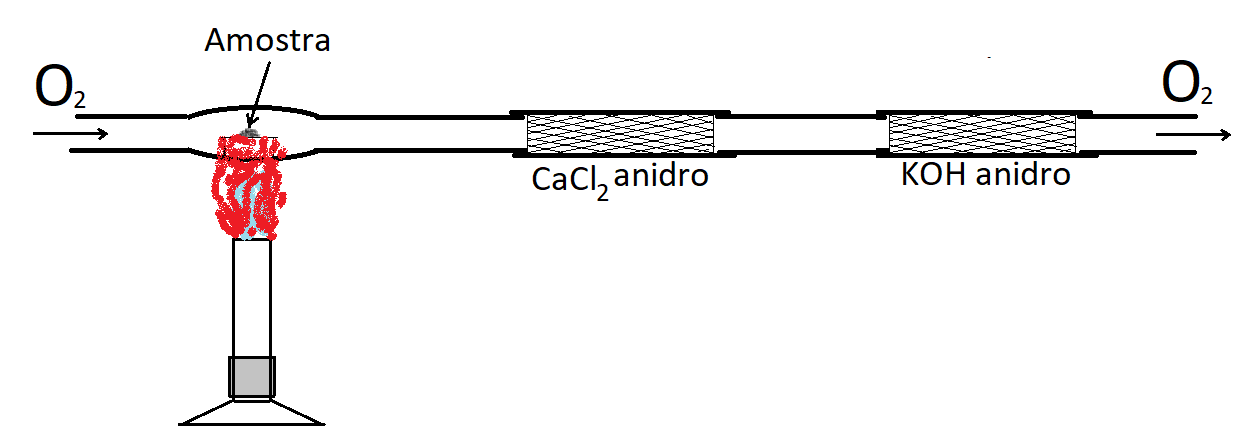 Amostra
O₂
O₂
CaCl₂ anidro
KOH anidro